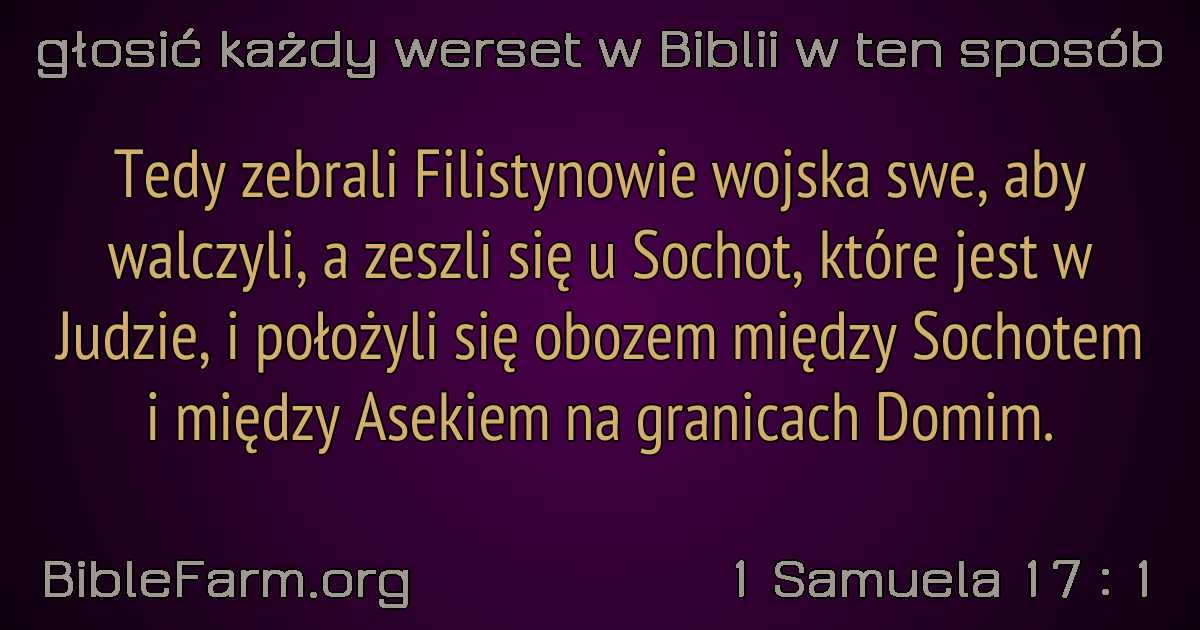 głosić każdy werset w Biblii w ten sposób
Tedy zebrali Filistynowie wojska swe, aby
walczyli, a zeszli się u Sochot, które jest w
Judzie, i położyli się obozem między Sochotem
i między Asekiem na granicach Domim.
BibleFarm.org
1 Samuela 17 : 1